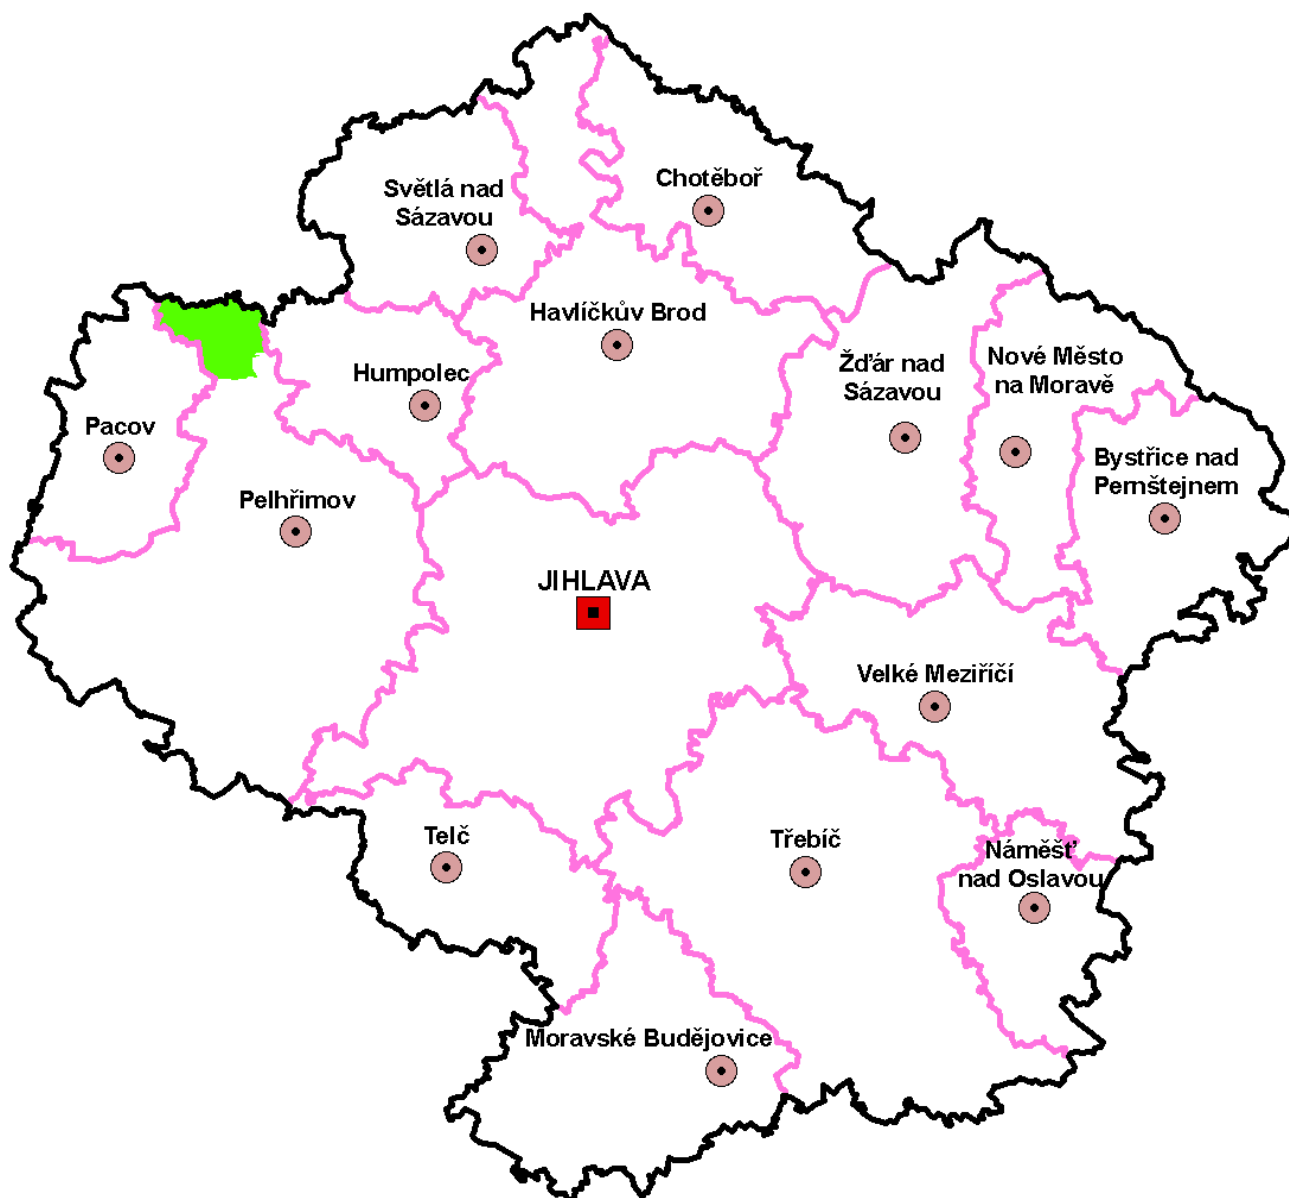 Světlá nad
Sázavou
Chotěboř
Havlíčkův Brod
Humpolec
Žďár nad
Sázavou
Nové Město
na Moravě
Pacov
Bystřice nad
Pernštejnem
Pelhřimov
JIHLAVA
Velké Meziříčí
Telč
Třebíč
Náměšť
nad Oslavou
Moravské Budějovice